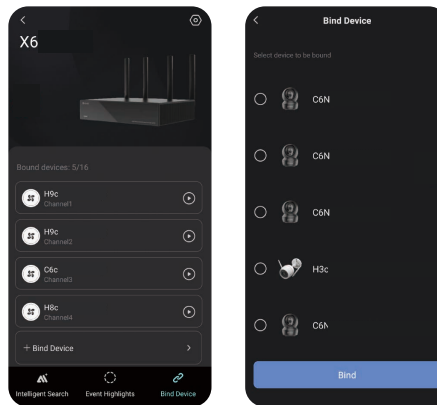 X6
Bound devices: 5/16
H9c
Channel1
H9c
Channel2
C6c
Channel3
H8c
Channel4
+ Bind Device
Intelligent Search
Event Highlights
Bind Device
Bind Device
Select device to be bound
C6N
C6N
C6N
H3c
C6N
Bind